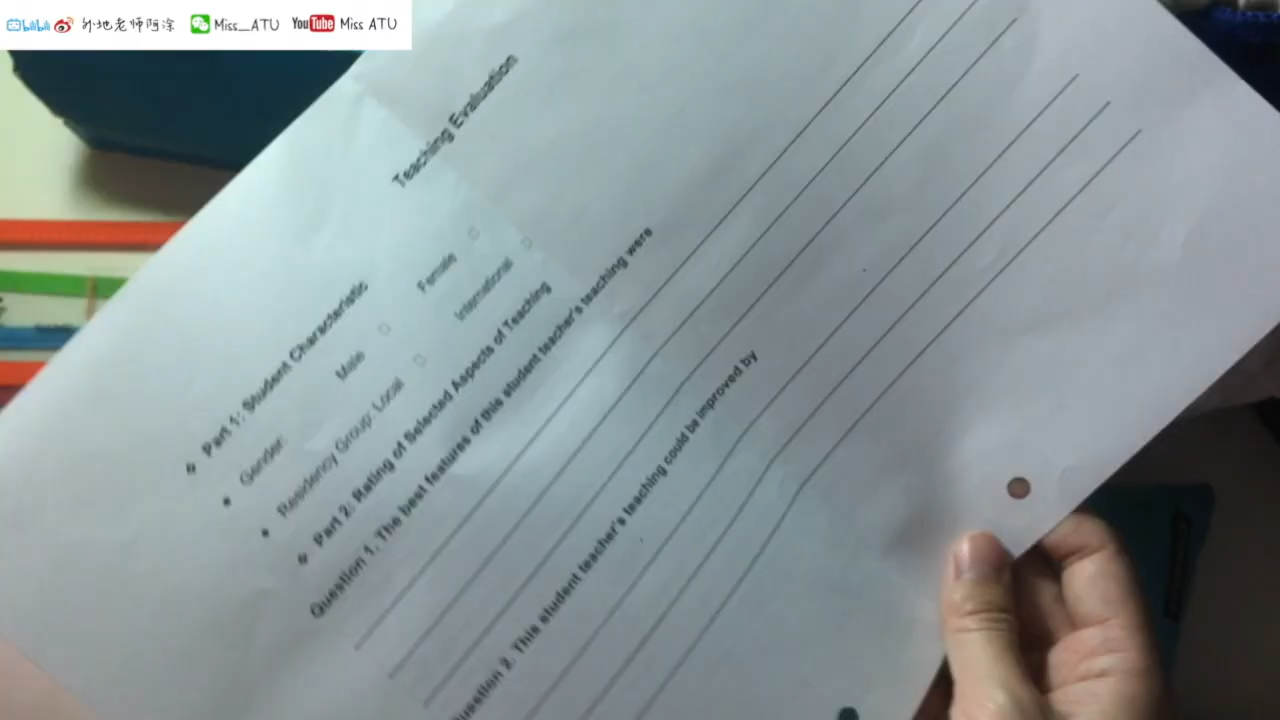 bilibili 外地老师阿涂 Miss__ATU YouTube Miss ATU
Teaching Evaluation
Part 1: Student Characteristic
Gender: Male □ Female □
Residency Group: Local □ International □
Part 2: Rating of Selected Aspects of Teaching
Question 1. The best features of this student teacher's teaching were
Question 2. This student teacher's teaching could be improved by